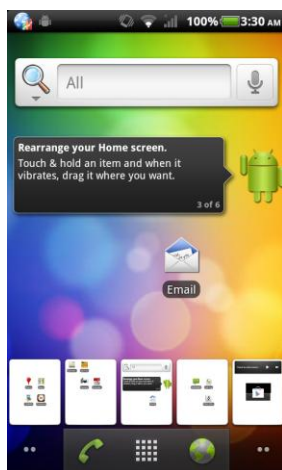 100% 3:30 AM
All
Rearrange your Home screen.
Touch & hold an item and when it
vibrates, drag it where you want.
3 of 6
Email